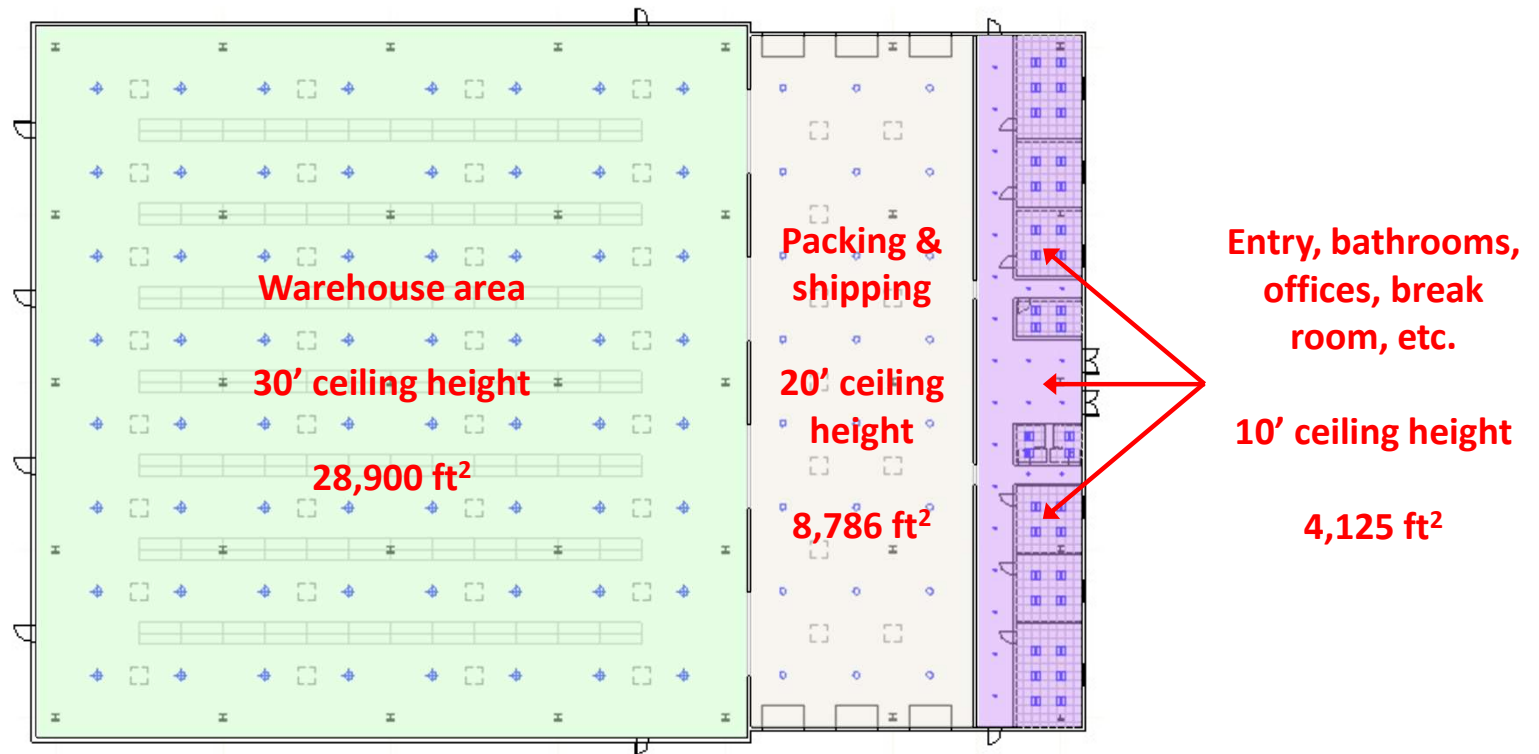 Warehouse area
30’ ceiling height
28,900 ft²
Packing &
shipping
20’ ceiling
height
8,786 ft²
Entry, bathrooms,
offices, break
room, etc.
10’ ceiling height
4,125 ft²